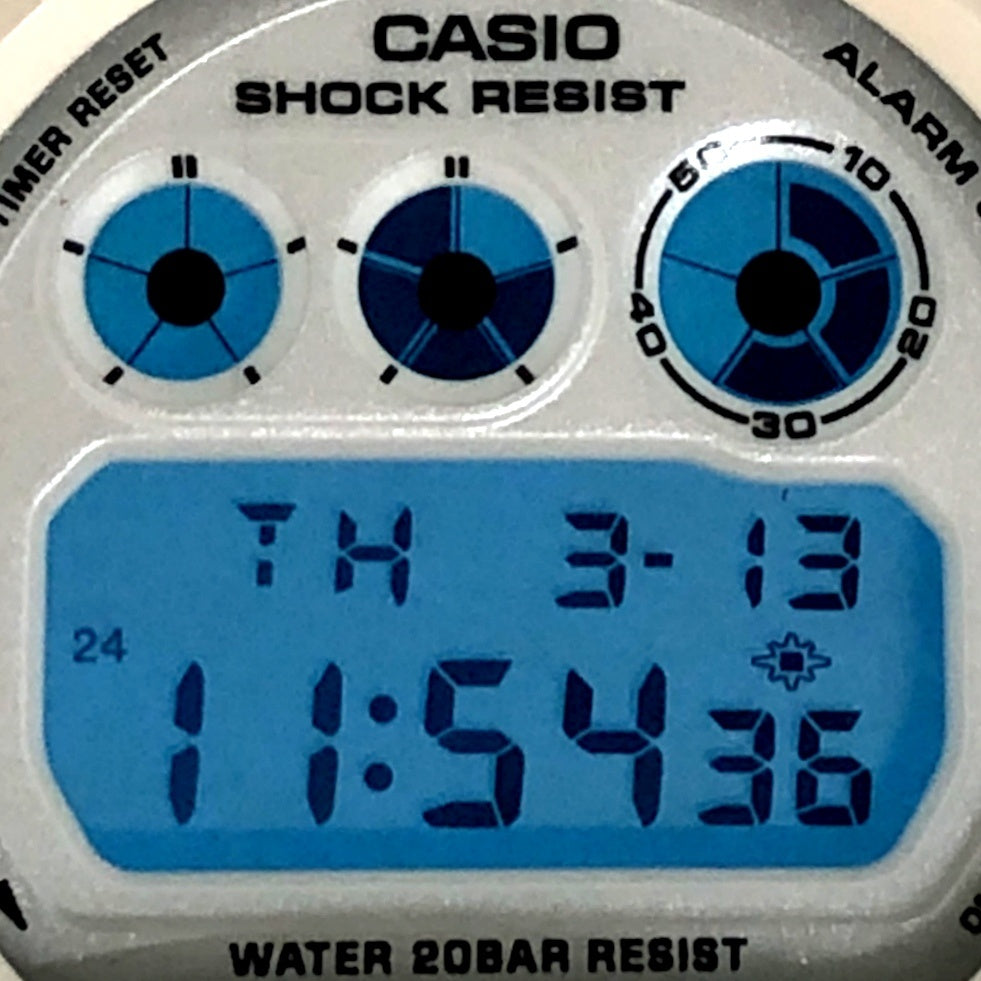 CASIO
SHOCK RESIST
TIMER RESET
ALARM
50 10
40 20
30
TH 3-13
24
11:54 36
WATER 20BAR RESIST